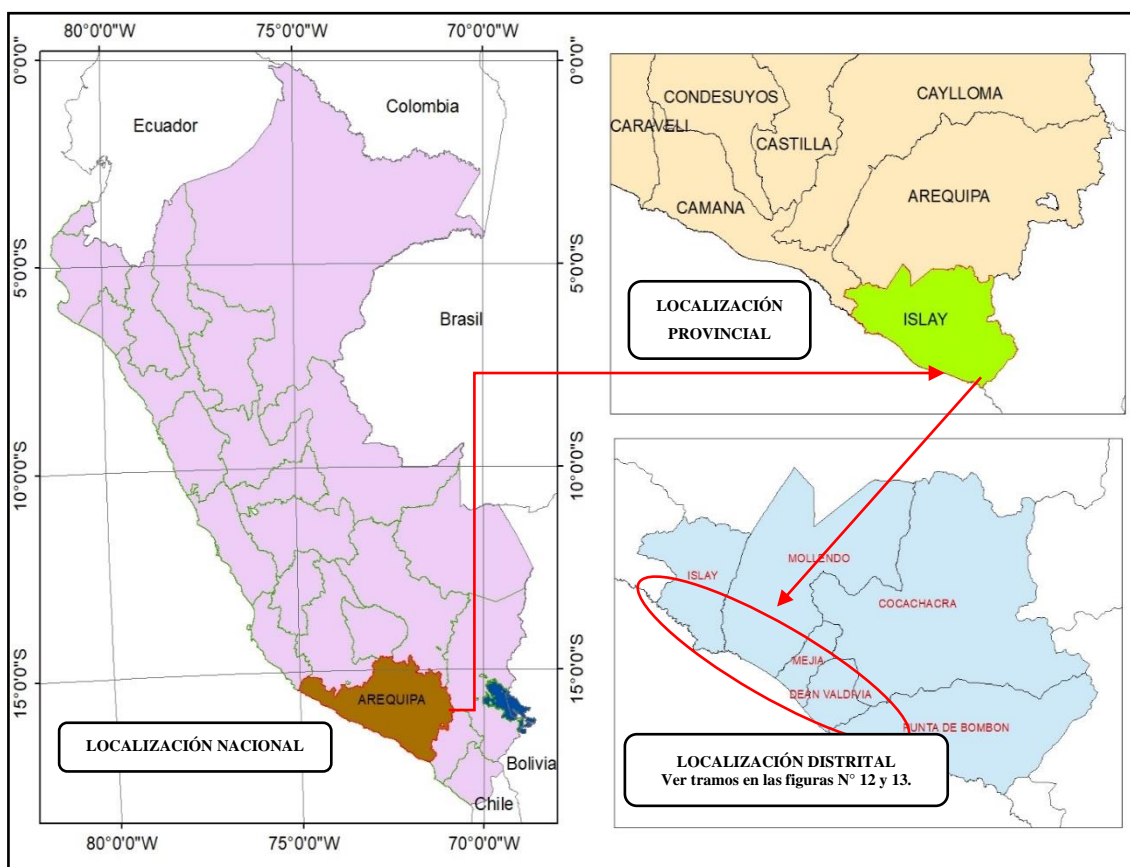 80°0'0"W
75°0'0"W
70°0'0"W
0°0'0"
5°0'0"S
10°0'0"S
15°0'0"S
0°0'0"
5°0'0"S
10°0'0"S
15°0'0"S
Colombia
Ecuador
Brasil
AREQUIPA
LOCALIZACIÓN NACIONAL
Bolivia
Chile
80°0'0"W
75°0'0"W
70°0'0"W
CONDESUYOS
CAYLLOMA
CARAVELI
CASTILLA
AREQUIPA
CAMANA
LOCALIZACIÓN
PROVINCIAL
ISLAY
MOLLENDO
ISLAY
COCACHACRA
MEJIA
DEAN VALDIVIA
PUNTA DE BOMBON
LOCALIZACIÓN DISTRITAL
Ver tramos en las figuras N° 12 y 13.